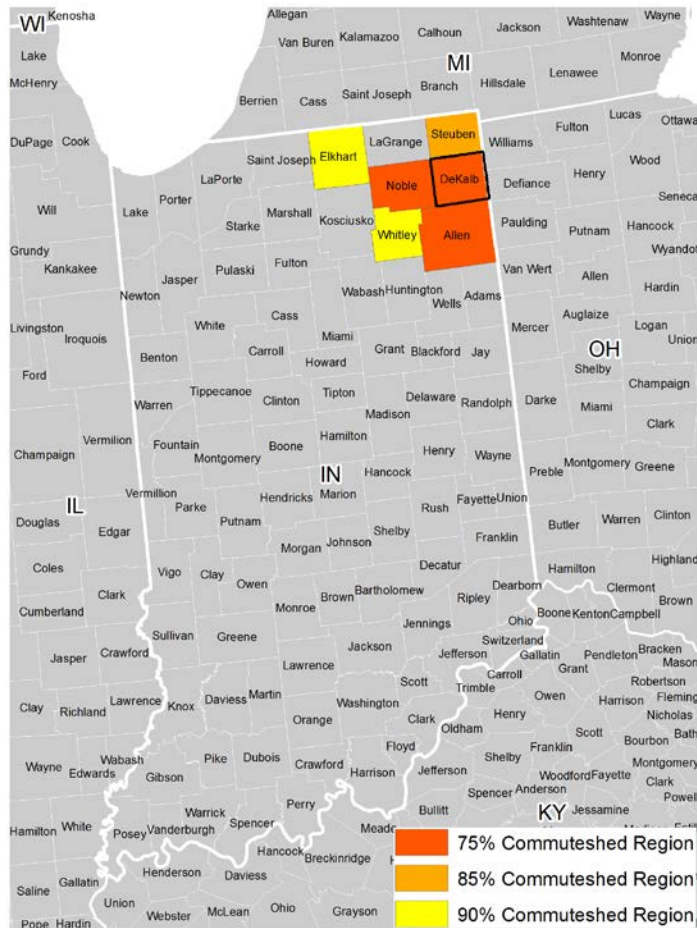 WI Kenosha
Allegan Jackson Washtenaw Wayne
Van Buren Kalamazoo Calhoun
Lake
MI
Monroe
McHenry
Berrien Cass Saint Joseph Branch Hillsdale Lenawee
DuPage Cook
Saint Joseph Elkhart LaGrange Steuben Williams Fulton Lucas Ottawa
LaPorte
Will
Lake Porter Marshall Kosciusko Noble DeKalb Defiance Henry Wood Seneca
Starke
Grundy
Kankakee
Whitley Allen Paulding Putnam Hancock
Wyandot
Newton Jasper Pulaski Fulton Van Wert Allen Hardin
Wabash Huntington Wells Adams
Livingston Iroquois
White Cass Miami Mercer Auglaize Logan Union
Ford
Benton Carroll Howard Grant Blackford Jay
OH
Shelby
Warren Tippecanoe Clinton Tipton Delaware Randolph Darke Miami Champaign
Madison
Clark
Champaign Vermilion
Fountain Montgomery Boone Hamilton Henry Wayne Preble Montgomery Greene
IN
Hancock
IL
Vermillion Parke Hendricks Marion Rush Fayette Union
Douglas Edgar
Putnam Morgan Johnson Shelby Franklin Butler Warren Clinton
Coles
Vigo Clay Owen Decatur Hamilton Highland
Clark
Cumberland
Monroe Brown Bartholomew Ripley Dearborn Clermont Brown
Boone Kenton Campbell
Ohio
Jasper Crawford Sullivan Greene Jennings Switzerland
Jackson Jefferson Gallatin Pendleton Bracken
Mason
Lawrence
Grant
Carroll Robertson
Scott Trimble
Clay Richland Lawrence Knox Daviess Martin Washington Owen Harrison Fleming
Orange Clark Oldham Henry Nicholas
Scott
Floyd
Franklin Bourbon Bath
Wayne Edwards Wabash Gibson Pike Dubois Crawford Harrison Jefferson Shelby Montgomery
Woodford Fayette
Spencer Anderson Clark
Powell
Hamilton White Posey Vanderburgh Warrick Spencer Perry Bullitt
Meade
KY
Jessamine
Hancock Breckinridge
Saline Gallatin Henderson Daviess
Union
Pope Hardin Webster McLean Ohio Grayson
75% Commuteshed Region
85% Commuteshed Region
90% Commuteshed Region